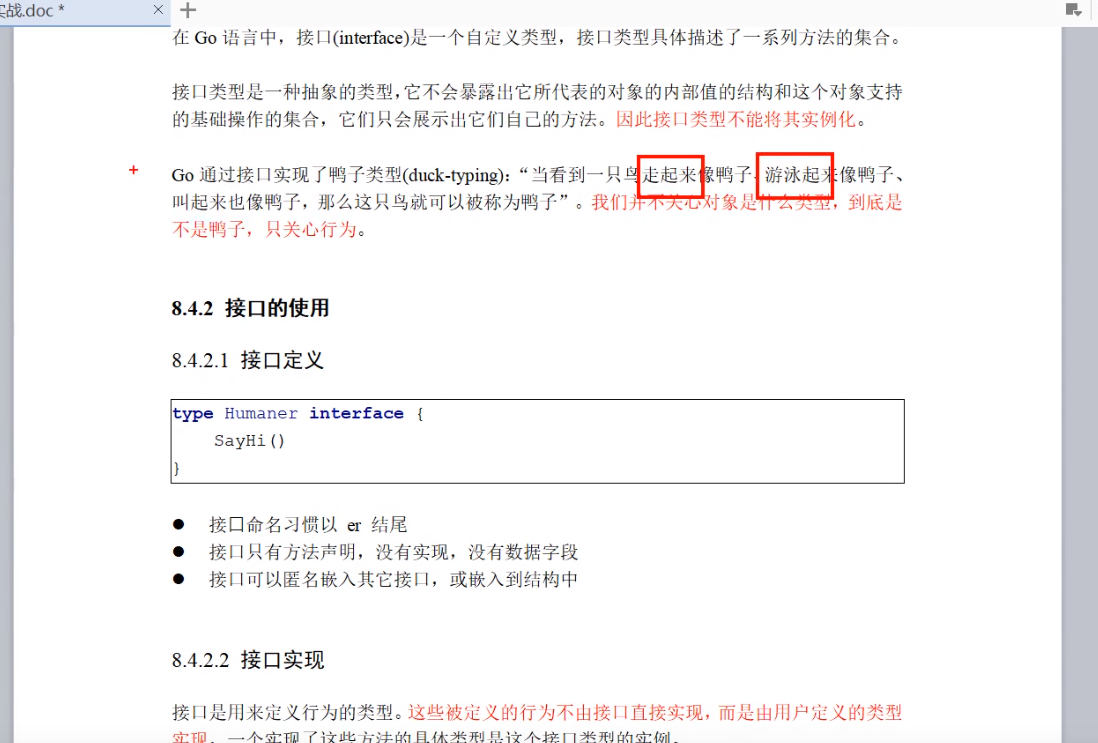 实战.doc *
在 Go 语言中，接口(interface)是一个自定义类型，接口类型具体描述了一系列方法的集合。
接口类型是一种抽象的类型，它不会暴露出它所代表的对象的内部值的结构和这个对象支持
的基础操作的集合，它们只会展示出它们自己的方法。因此接口类型不能将其实例化。
Go 通过接口实现了鸭子类型(duck-typing)：“当看到一只鸟走起来像鸭子、游泳起来像鸭子、
叫起来也像鸭子，那么这只鸟就可以被称为鸭子”。我们并不关心对象是什么类型，到底是
不是鸭子，只关心行为。
8.4.2 接口的使用
8.4.2.1 接口定义
type Humaner interface {
SayHi()
}
● 接口命名习惯以 er 结尾
● 接口只有方法声明，没有实现，没有数据字段
● 接口可以匿名嵌入其它接口，或嵌入到结构中
8.4.2.2 接口实现
接口是用来定义行为的类型。这些被定义的行为不由接口直接实现，而是由用户定义的类型
实现，一个实现了这些方法的具体类型是这个接口类型的实例。